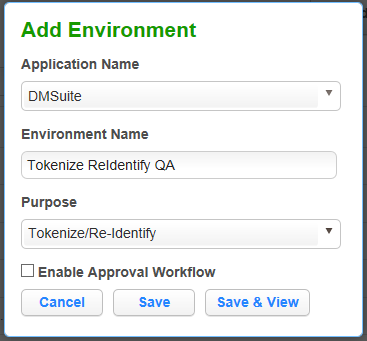 Add Environment
Application Name
DMSuite
Environment Name
Tokenize ReIdentify QA
Purpose
Tokenize/Re-Identify
Enable Approval Workflow
Cancel Save Save & View